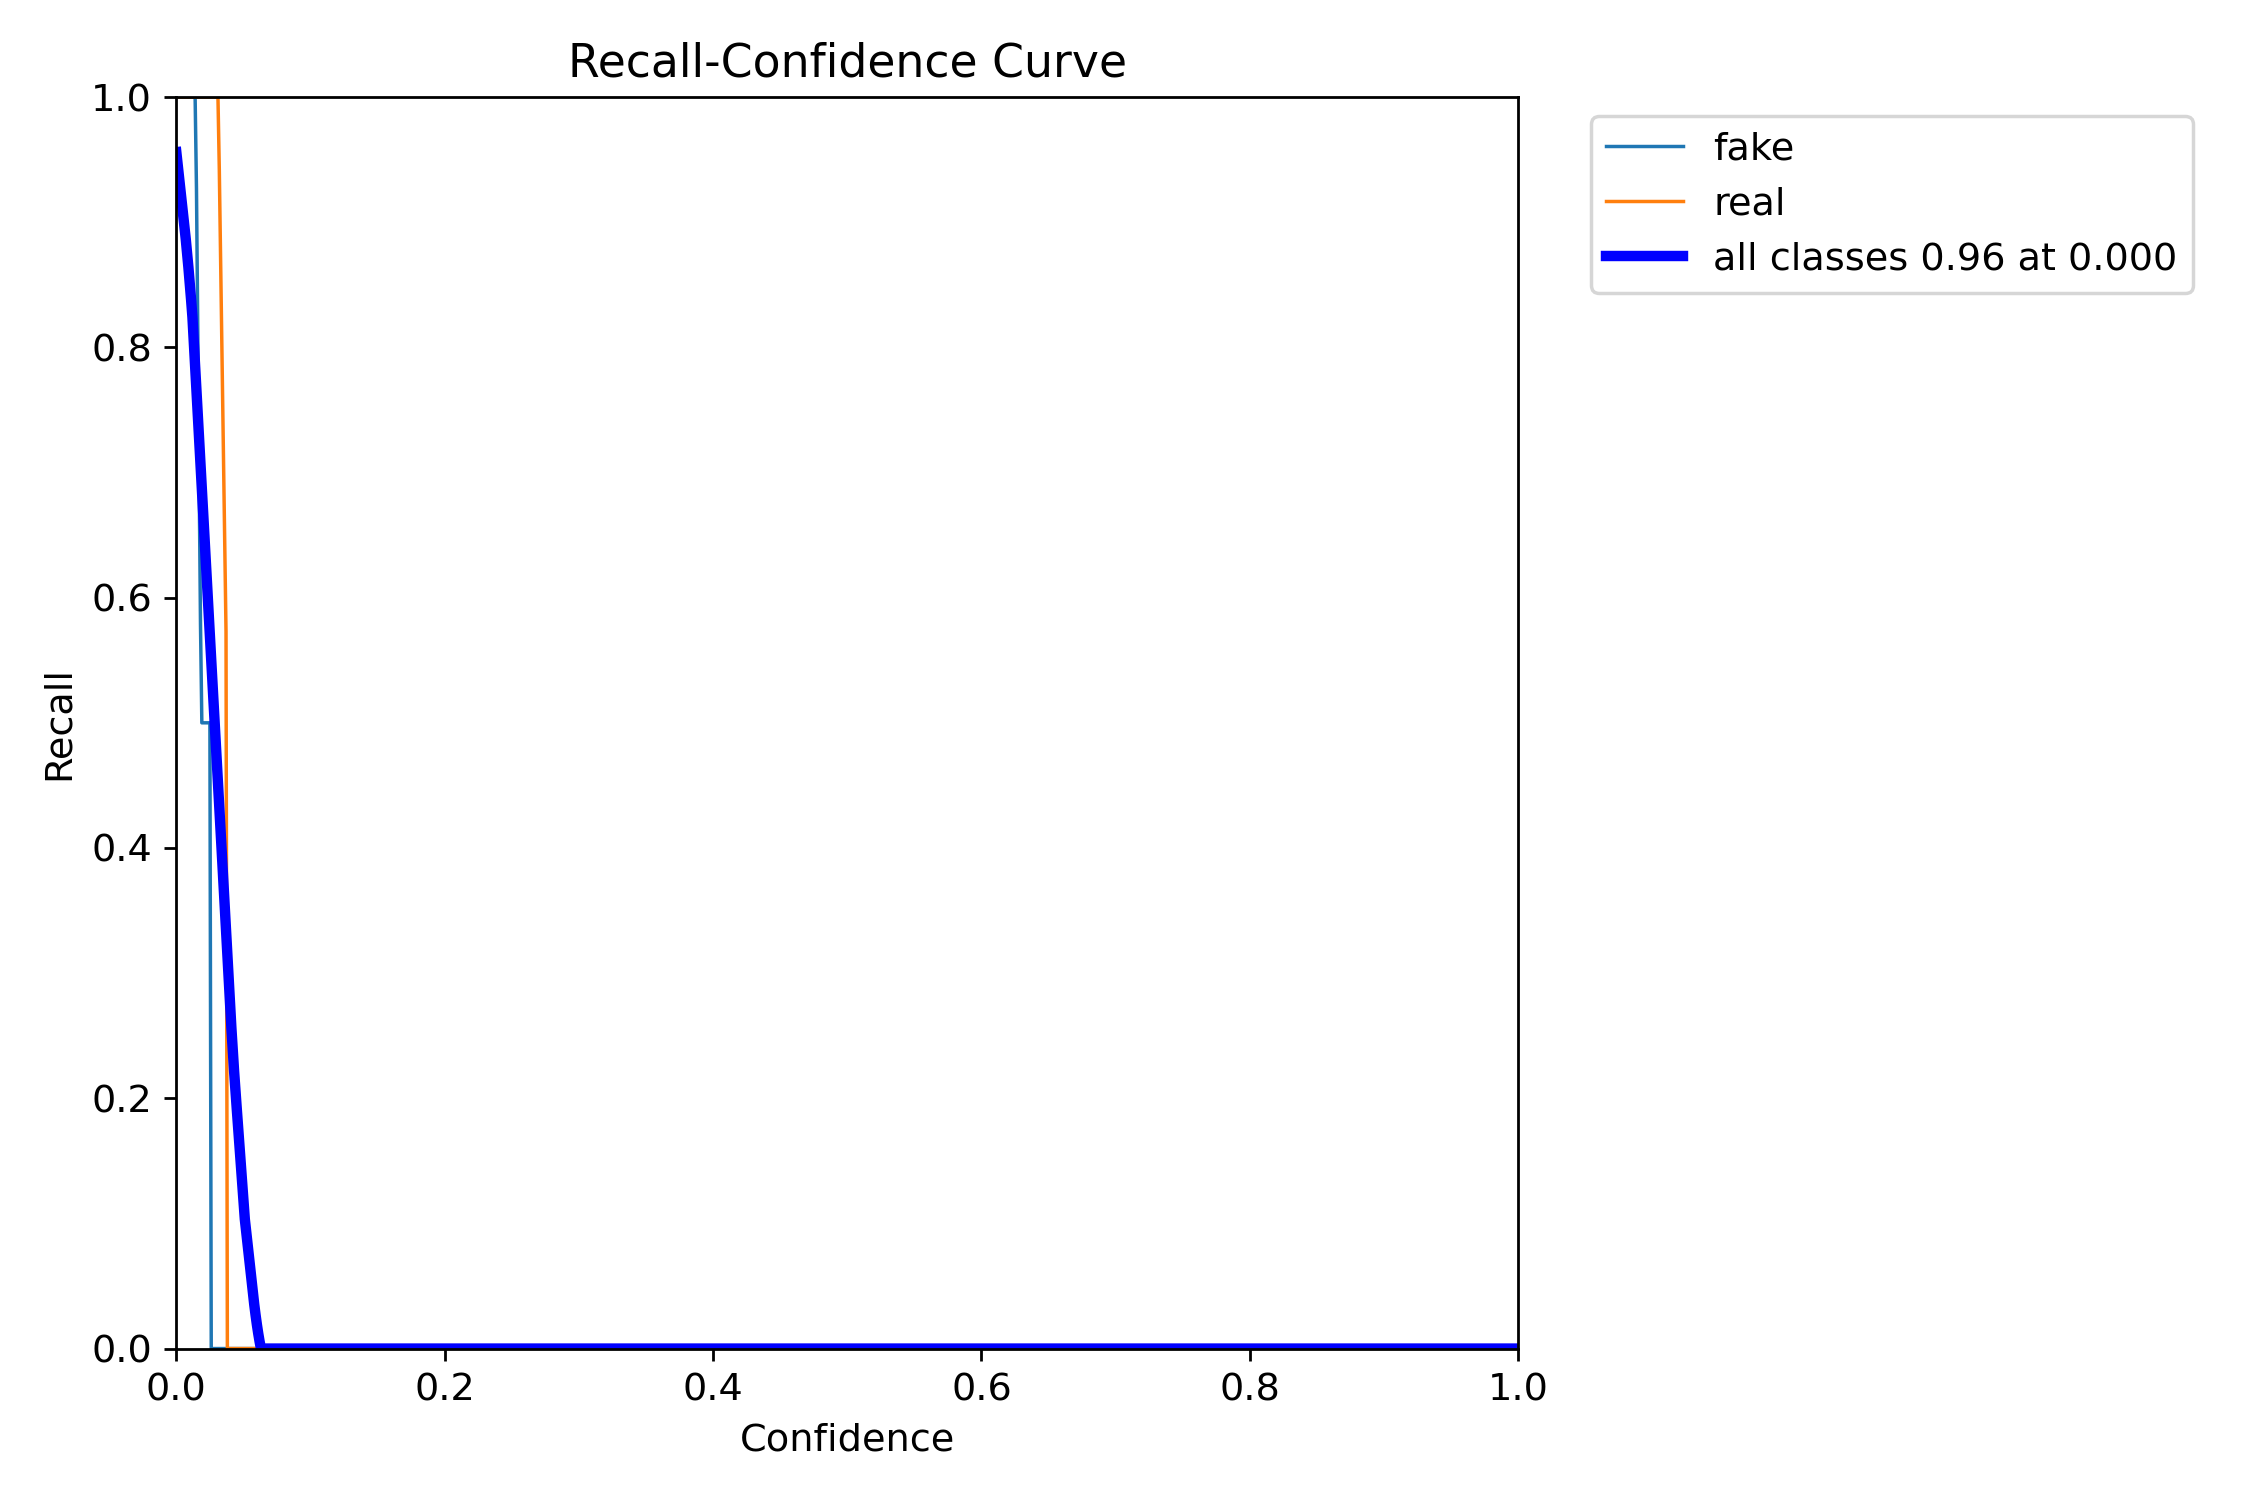 Recall-Confidence Curve
1.0
0.8
0.6
0.4
0.2
0.0
Recall
0.0 0.2 0.4 0.6 0.8 1.0
Confidence
fake
real
all classes 0.96 at 0.000